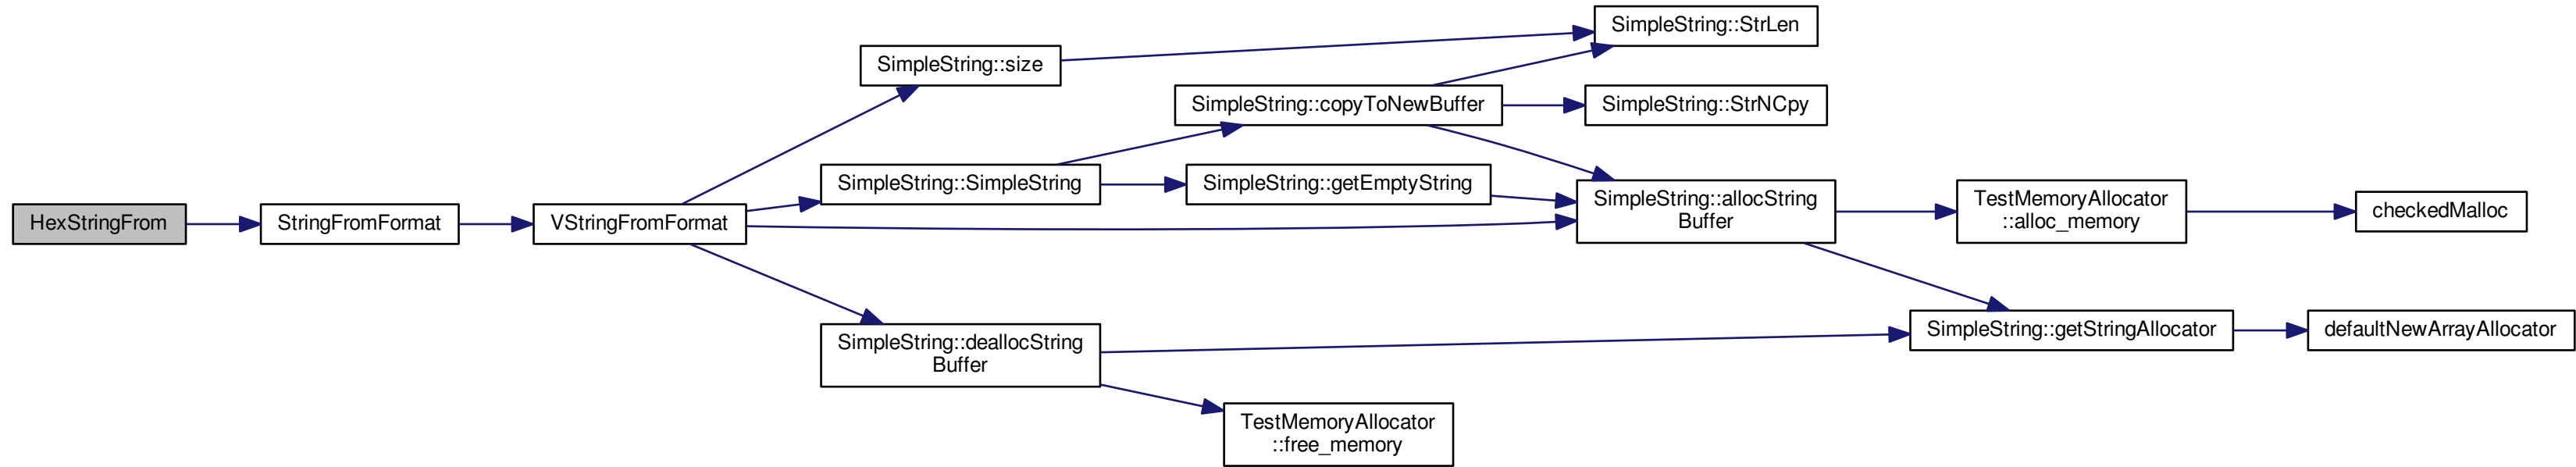 HexStringFrom
StringFromFormat
VStringFromFormat
SimpleString::size
SimpleString::SimpleString
SimpleString::deallocString
Buffer
SimpleString::copyToNewBuffer
SimpleString::getEmptyString
TestMemoryAllocator
::free_memory
SimpleString::StrLen
SimpleString::StrNCpy
SimpleString::allocString
Buffer
TestMemoryAllocator
::alloc_memory
SimpleString::getStringAllocator
checkedMalloc
defaultNewArrayAllocator